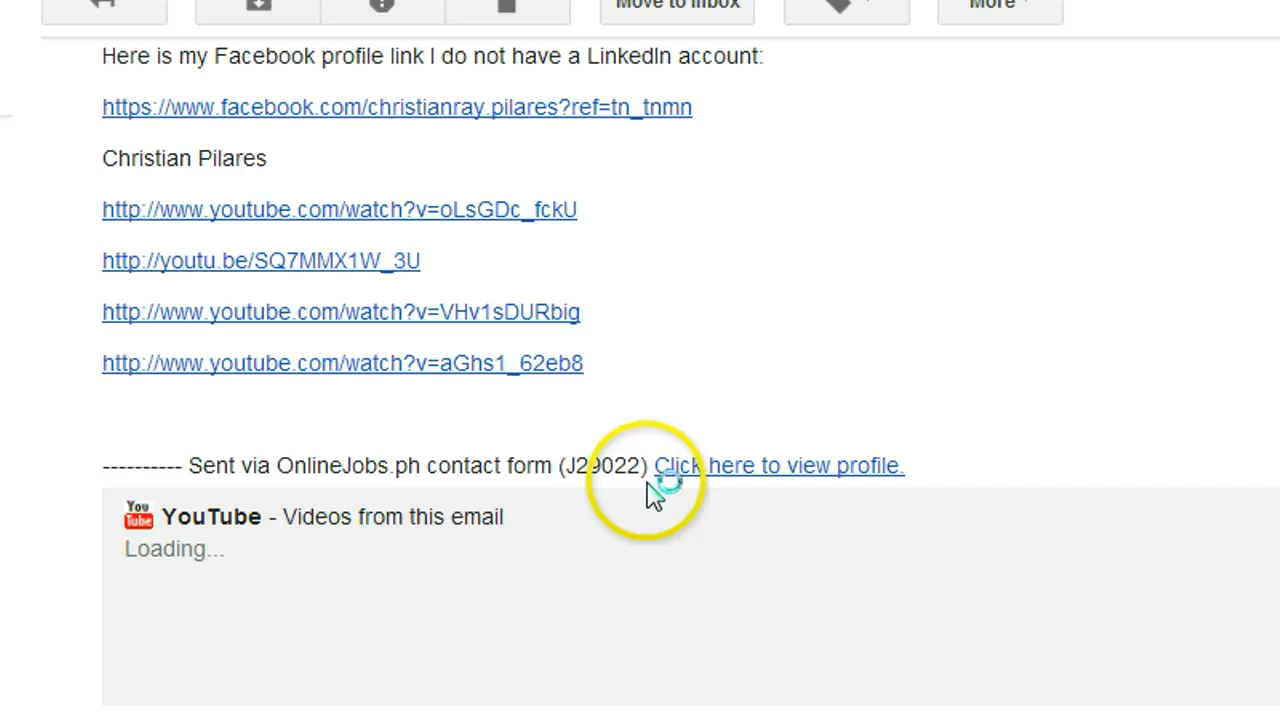 Move to Inbox
More
Here is my Facebook profile link I do not have a LinkedIn account:
https://www.facebook.com/christianray.pilares?ref=tn_tnmn
Christian Pilares
http://www.youtube.com/watch?v=oLsGDc_fckU
http://youtu.be/SQ7MMX1W_3U
http://www.youtube.com/watch?v=VHv1sDURbig
http://www.youtube.com/watch?v=aGhs1_62eb8
---------- Sent via OnlineJobs.ph contact form (J29022) Click here to view profile.
You Tube YouTube - Videos from this email
Loading...